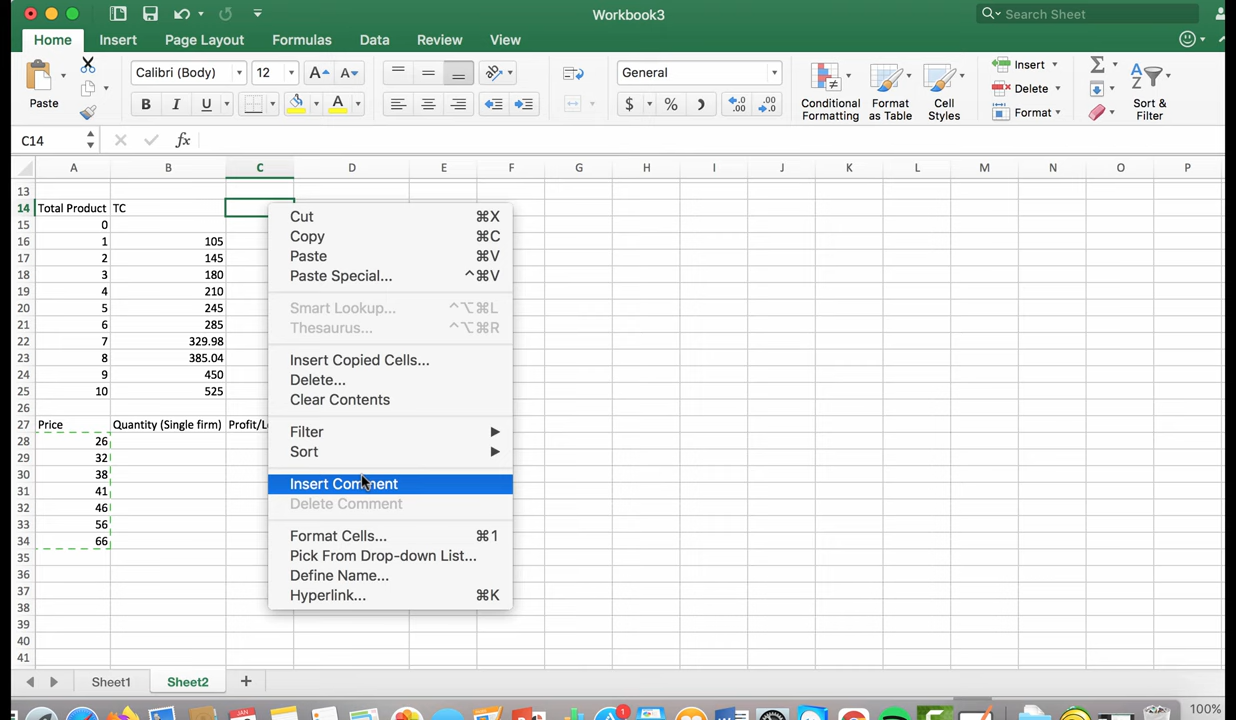 Workbook3
Search Sheet
Home Insert Page Layout Formulas Data Review View
Calibri (Body) 12 A A General Insert
Paste B I U A $ % Conditional Formatting Format as Table Cell Styles Delete Format Sort & Filter
C14 fx
A B C D E F G H I J K L M N O P
13
14 Total Product TC
15 0
16 1 105
17 2 145
18 3 180
19 4 210
20 5 245
21 6 285
22 7 329.98
23 8 385.04
24 9 450
25 10 525
26
27 Price Quantity (Single firm) Profit/L
28 26
29 32
30 38
31 41
32 46
33 56
34 66
35
36
37
38
39
40
41
Cut ⌘X
Copy ⌘C
Paste ⌘V
Paste Special... ^⌘V
Smart Lookup... ^⌥⌘L
Thesaurus... ^⌥⌘R
Insert Copied Cells...
Delete...
Clear Contents
Filter
Sort
Insert Comment
Delete Comment
Format Cells... ⌘1
Pick From Drop-down List...
Define Name...
Hyperlink... ⌘K
Sheet1 Sheet2 +
100%
1